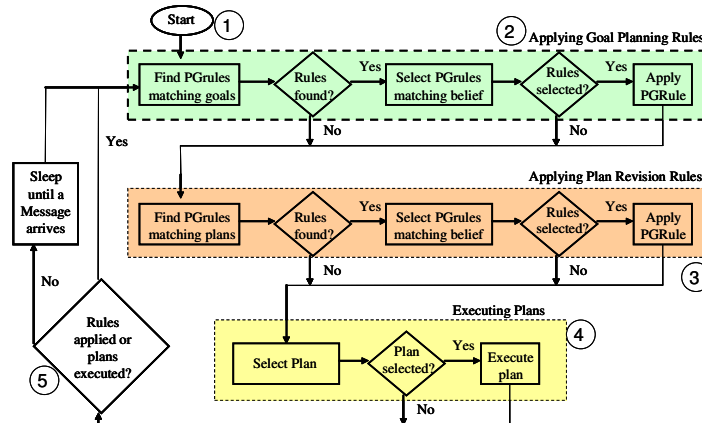 Start
1
2
Applying Goal Planning Rules
Find PGrules
matching goals
Rules
found?
Yes
Select PGrules
matching belief
Rules
selected?
Yes
Apply
PGRule
No
No
Yes
Sleep
until a
Message
arrives
Applying Plan Revision Rules
Find PGrules
matching plans
Rules
found?
Yes
Select PGrules
matching belief
Rules
selected?
Yes
Apply
PGRule
No
No
3
No
Executing Plans
4
Rules
applied or
plans
executed?
5
Select Plan
Plan
selected?
Yes
Execute
plan
No